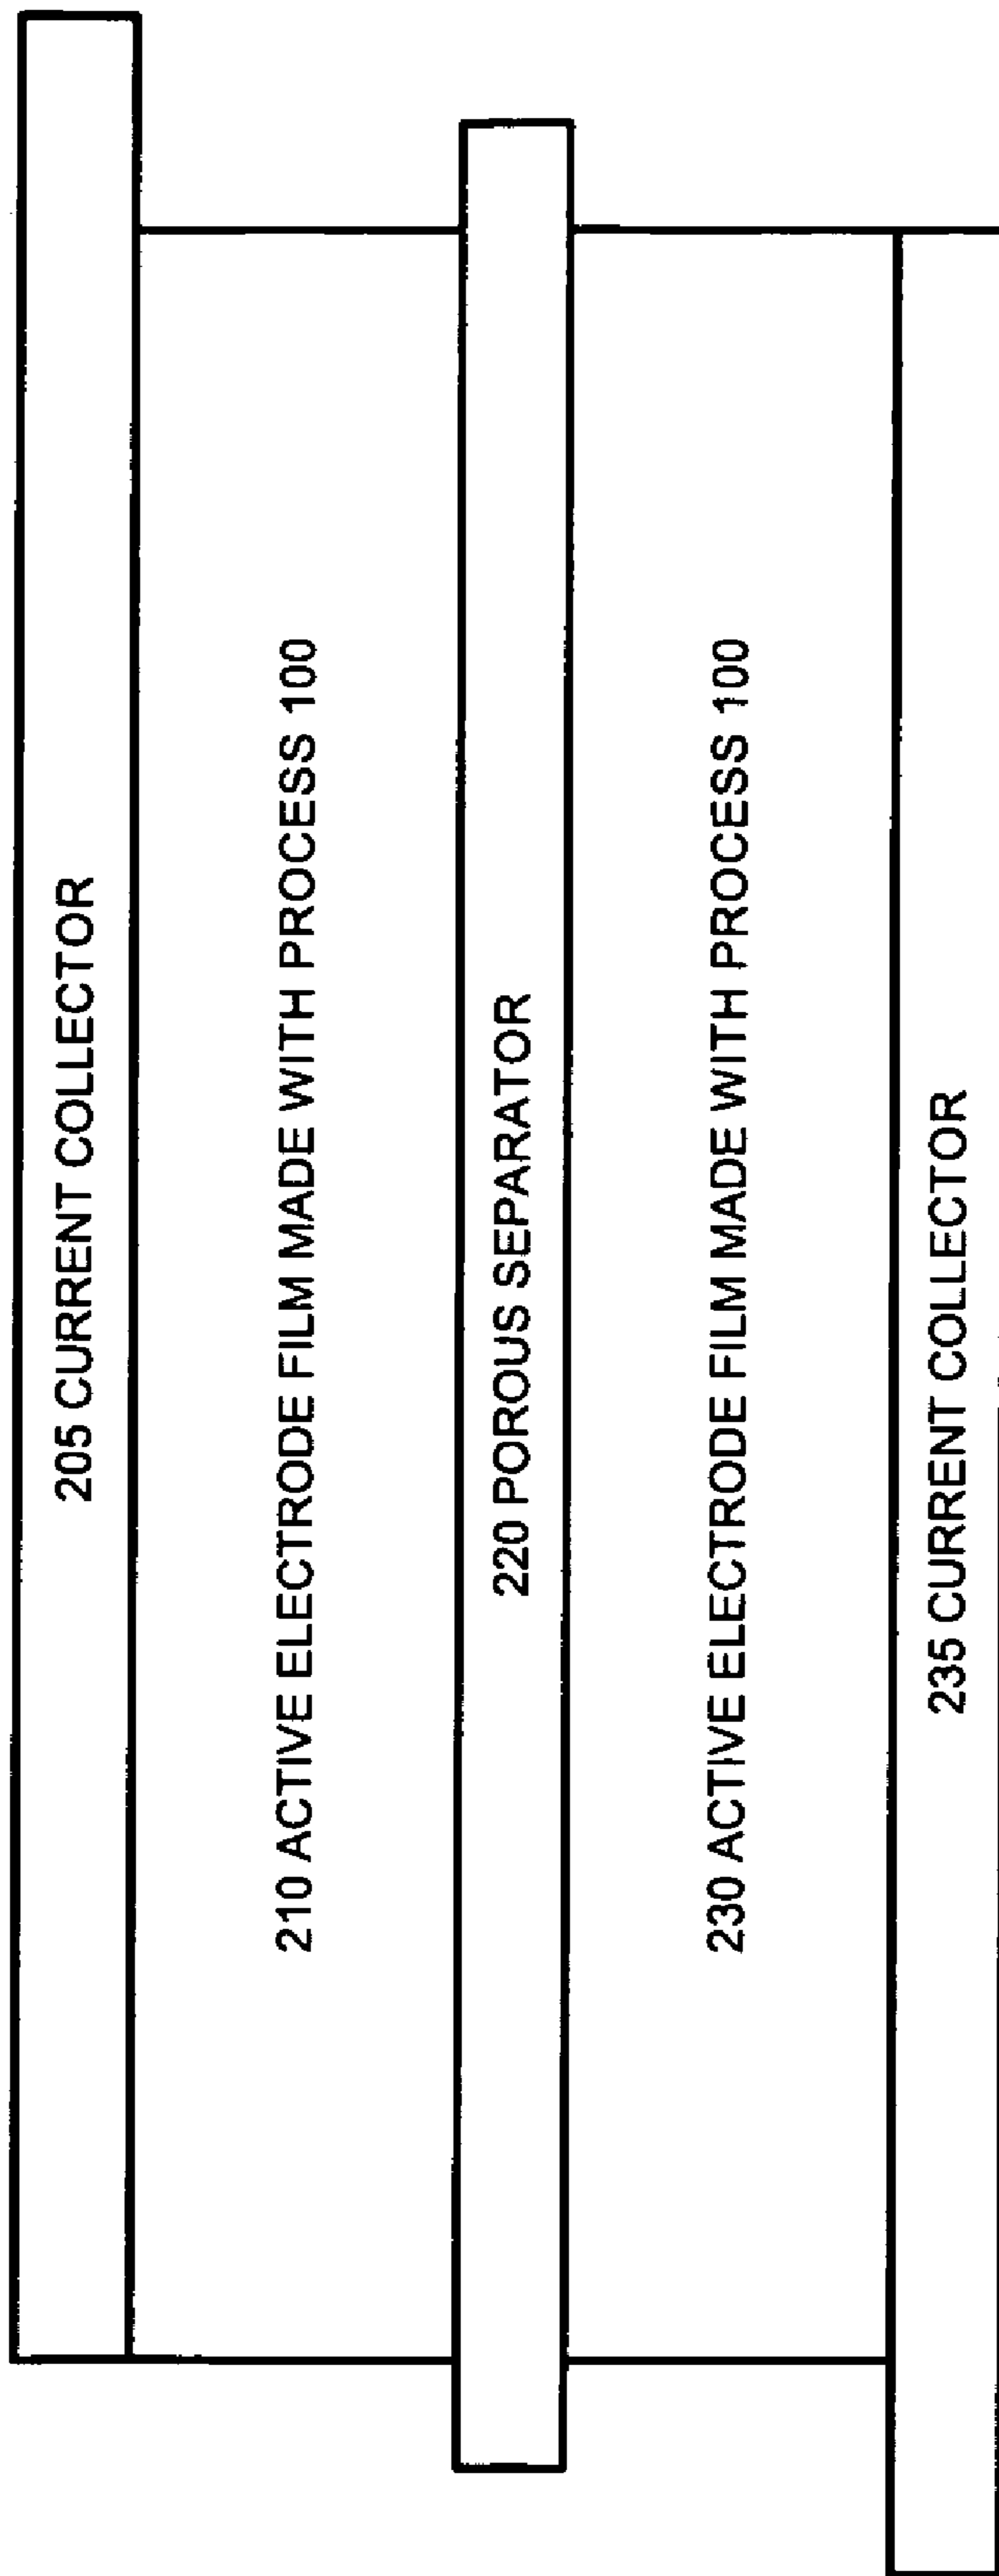 205 CURRENT COLLECTOR
210 ACTIVE ELECTRODE FILM MADE WITH PROCESS 100
220 POROUS SEPARATOR
230 ACTIVE ELECTRODE FILM MADE WITH PROCESS 100
235 CURRENT COLLECTOR